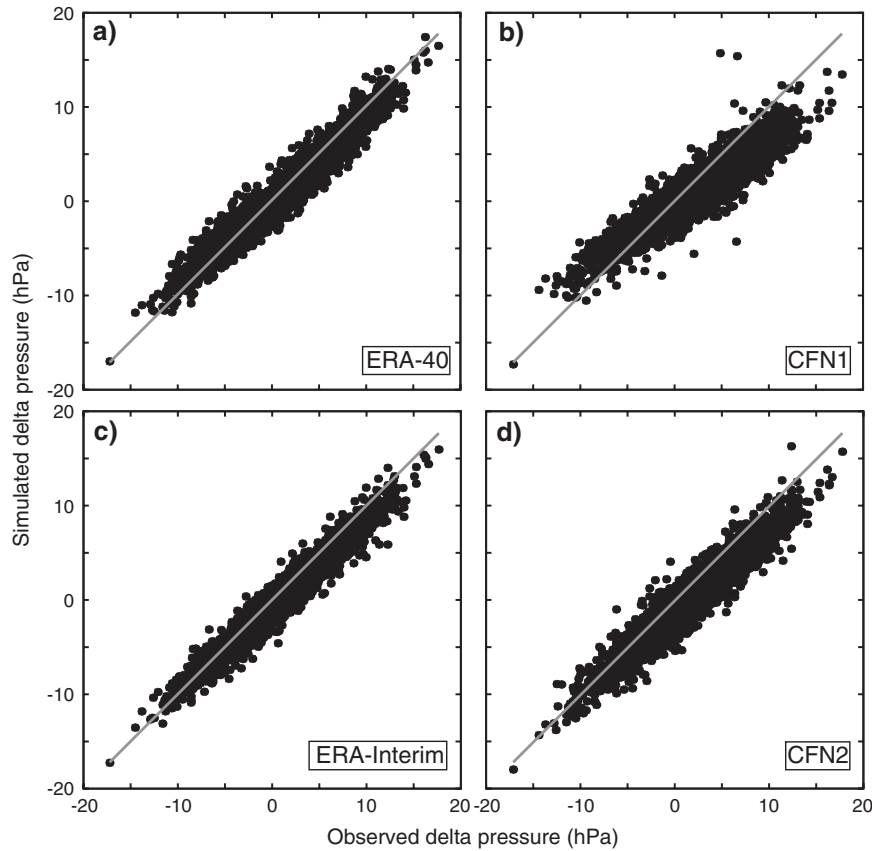 20
10
0
-10
-20
a)
ERA-40
b)
CFN1
20
10
0
-10
-20
c)
ERA-Interim
d)
CFN2
-20 -10 0 10 20
-20 -10 0 10 20
Simulated delta pressure (hPa)
Observed delta pressure (hPa)